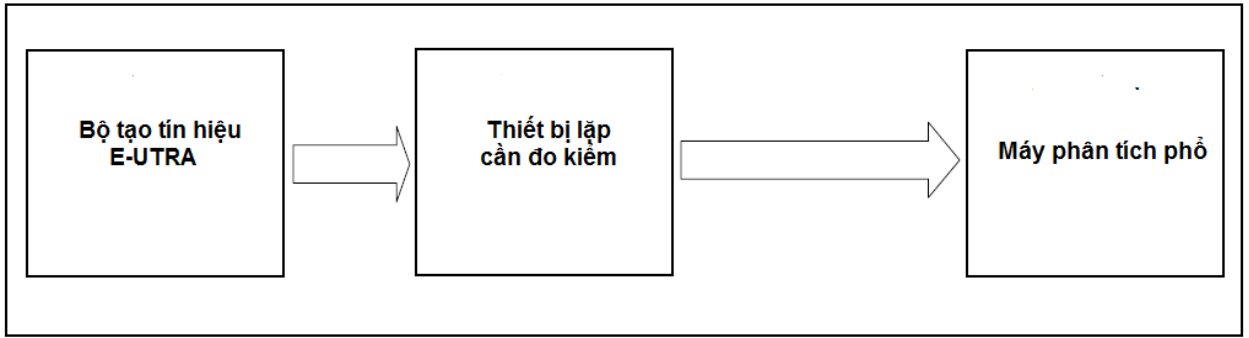 Bộ tạo tín hiệu
E-UTRA
Thiết bị lặp
cần đo kiểm
Máy phân tích phổ